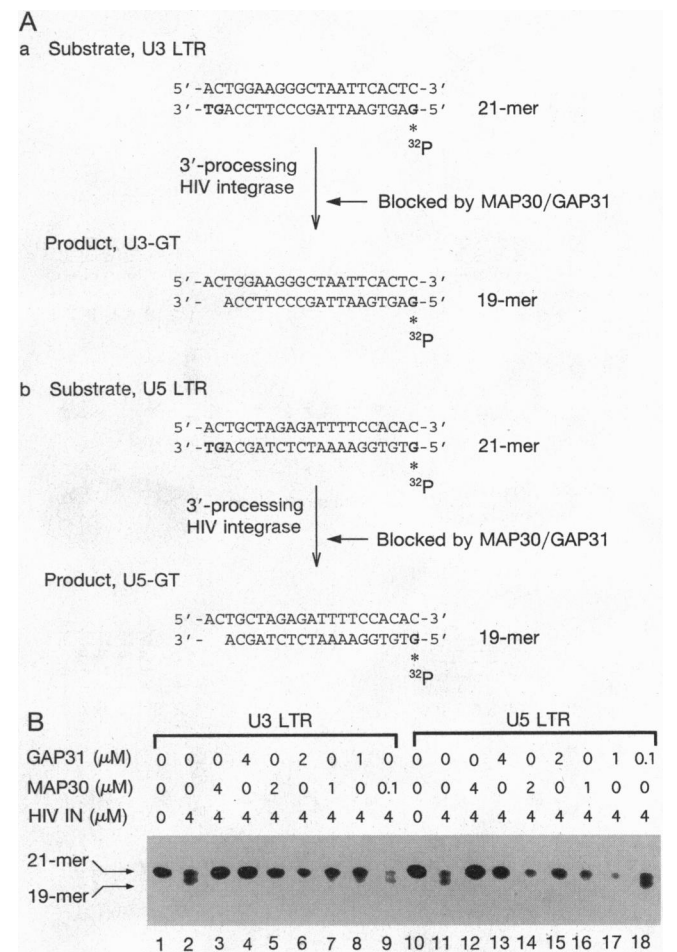 A
a Substrate, U3 LTR
5′-ACTGGAAGGGCTAATTCACTC-3′
3′-TGACCTTCCCGATTAAGTGAG-5′ 21-mer
*
32P
3′-processing
HIV integrase
Blocked by MAP30/GAP31
Product, U3-GT
5′-ACTGGAAGGGCTAATTCACTC-3′
3′- ACCTTCCCGATTAAGTGAG-5′ 19-mer
*
32P
b Substrate, U5 LTR
5′-ACTGCTAGAGATTTTCCACAC-3′
3′-TGACGATCTCTAAAAGGTGTG-5′ 21-mer
*
32P
3′-processing
HIV integrase
Blocked by MAP30/GAP31
Product, U5-GT
5′-ACTGCTAGAGATTTTCCACAC-3′
3′- ACGATCTCTAAAAGGTGTG-5′ 19-mer
*
32P
B
U3 LTR U5 LTR
GAP31 (μM) 0 0 0 4 0 2 0 1 0 0 0 0 4 0 2 0 1 0.1
MAP30 (μM) 0 0 4 0 2 0 1 0 0.1 0 0 4 0 2 0 1 0 0
HIV IN (μM) 0 4 4 4 4 4 4 4 4 0 4 4 4 4 4 4 4 4
21-mer
19-mer
1 2 3 4 5 6 7 8 9 10 11 12 13 14 15 16 17 18